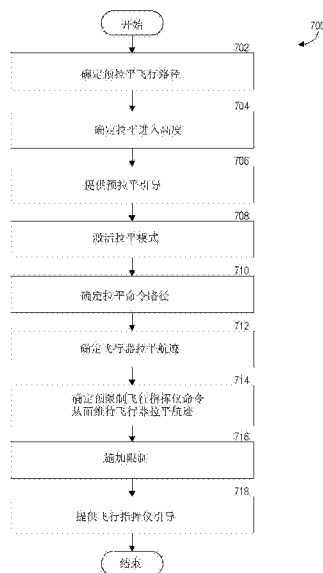 开始
700
702
确定预拉平飞行路径
704
确定拉平进入高度
706
提供预拉平引导
708
激活拉平模式
710
确定拉平命令路径
712
确定飞行器拉平航迹
714
确定预限制飞行指挥仪命令
从而维持飞行器拉平航迹
716
施加限制
718
提供飞行指挥仪引导
结束